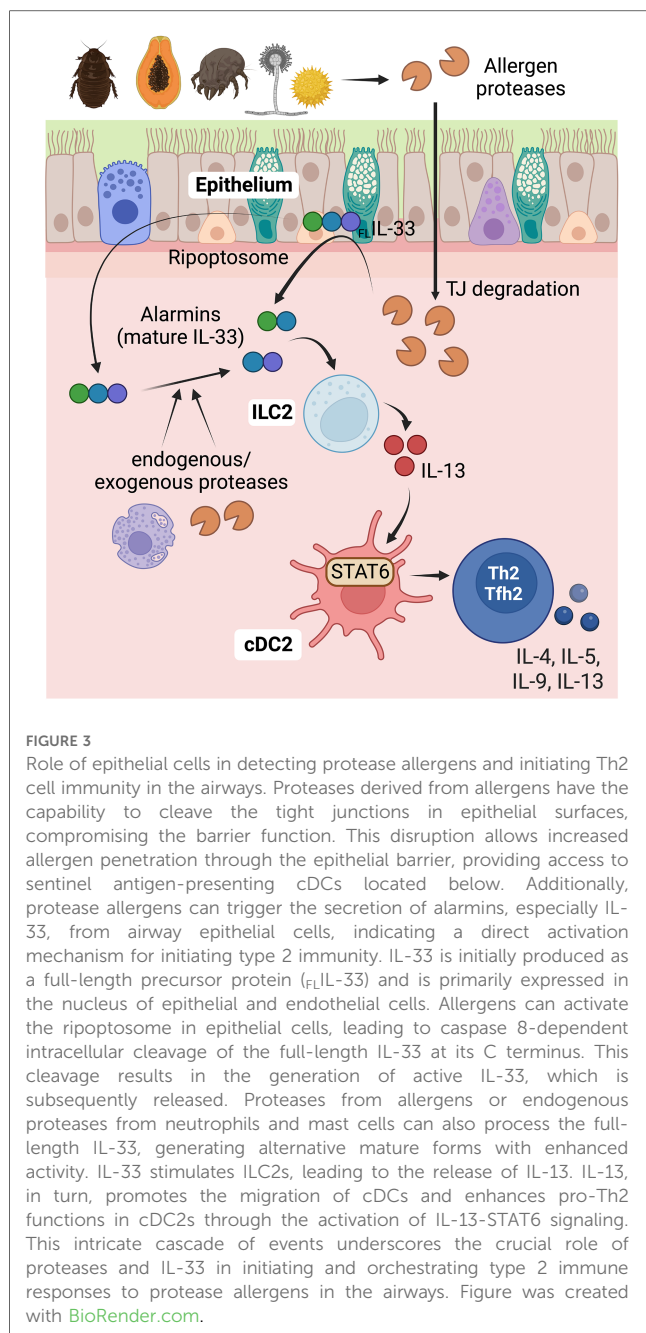 Allergen
proteases
Epithelium
FLIL-33
Ripoptosome
TJ degradation
Alarmins
(mature IL-33)
ILC2
endogenous/
exogenous proteases
IL-13
STAT6
Th2
Tfh2
cDC2
IL-4, IL-5,
IL-9, IL-13
FIGURE 3
Role of epithelial cells in detecting protease allergens and initiating Th2
cell immunity in the airways. Proteases derived from allergens have the
capability to cleave the tight junctions in epithelial surfaces,
compromising the barrier function. This disruption allows increased
allergen penetration through the epithelial barrier, providing access to
sentinel antigen-presenting cDCs located below. Additionally,
protease allergens can trigger the secretion of alarmins, especially IL-
33, from airway epithelial cells, indicating a direct activation
mechanism for initiating type 2 immunity. IL-33 is initially produced as
a full-length precursor protein (FLIL-33) and is primarily expressed in
the nucleus of epithelial and endothelial cells. Allergens can activate
the ripoptosome in epithelial cells, leading to caspase 8-dependent
intracellular cleavage of the full-length IL-33 at its C terminus. This
cleavage results in the generation of active IL-33, which is
subsequently released. Proteases from allergens or endogenous
proteases from neutrophils and mast cells can also process the full-
length IL-33, generating alternative mature forms with enhanced
activity. IL-33 stimulates ILC2s, leading to the release of IL-13. IL-13,
in turn, promotes the migration of cDCs and enhances pro-Th2
functions in cDC2s through the activation of IL-13-STAT6 signaling.
This intricate cascade of events underscores the crucial role of
proteases and IL-33 in initiating and orchestrating type 2 immune
responses to protease allergens in the airways. Figure was created
with BioRender.com.